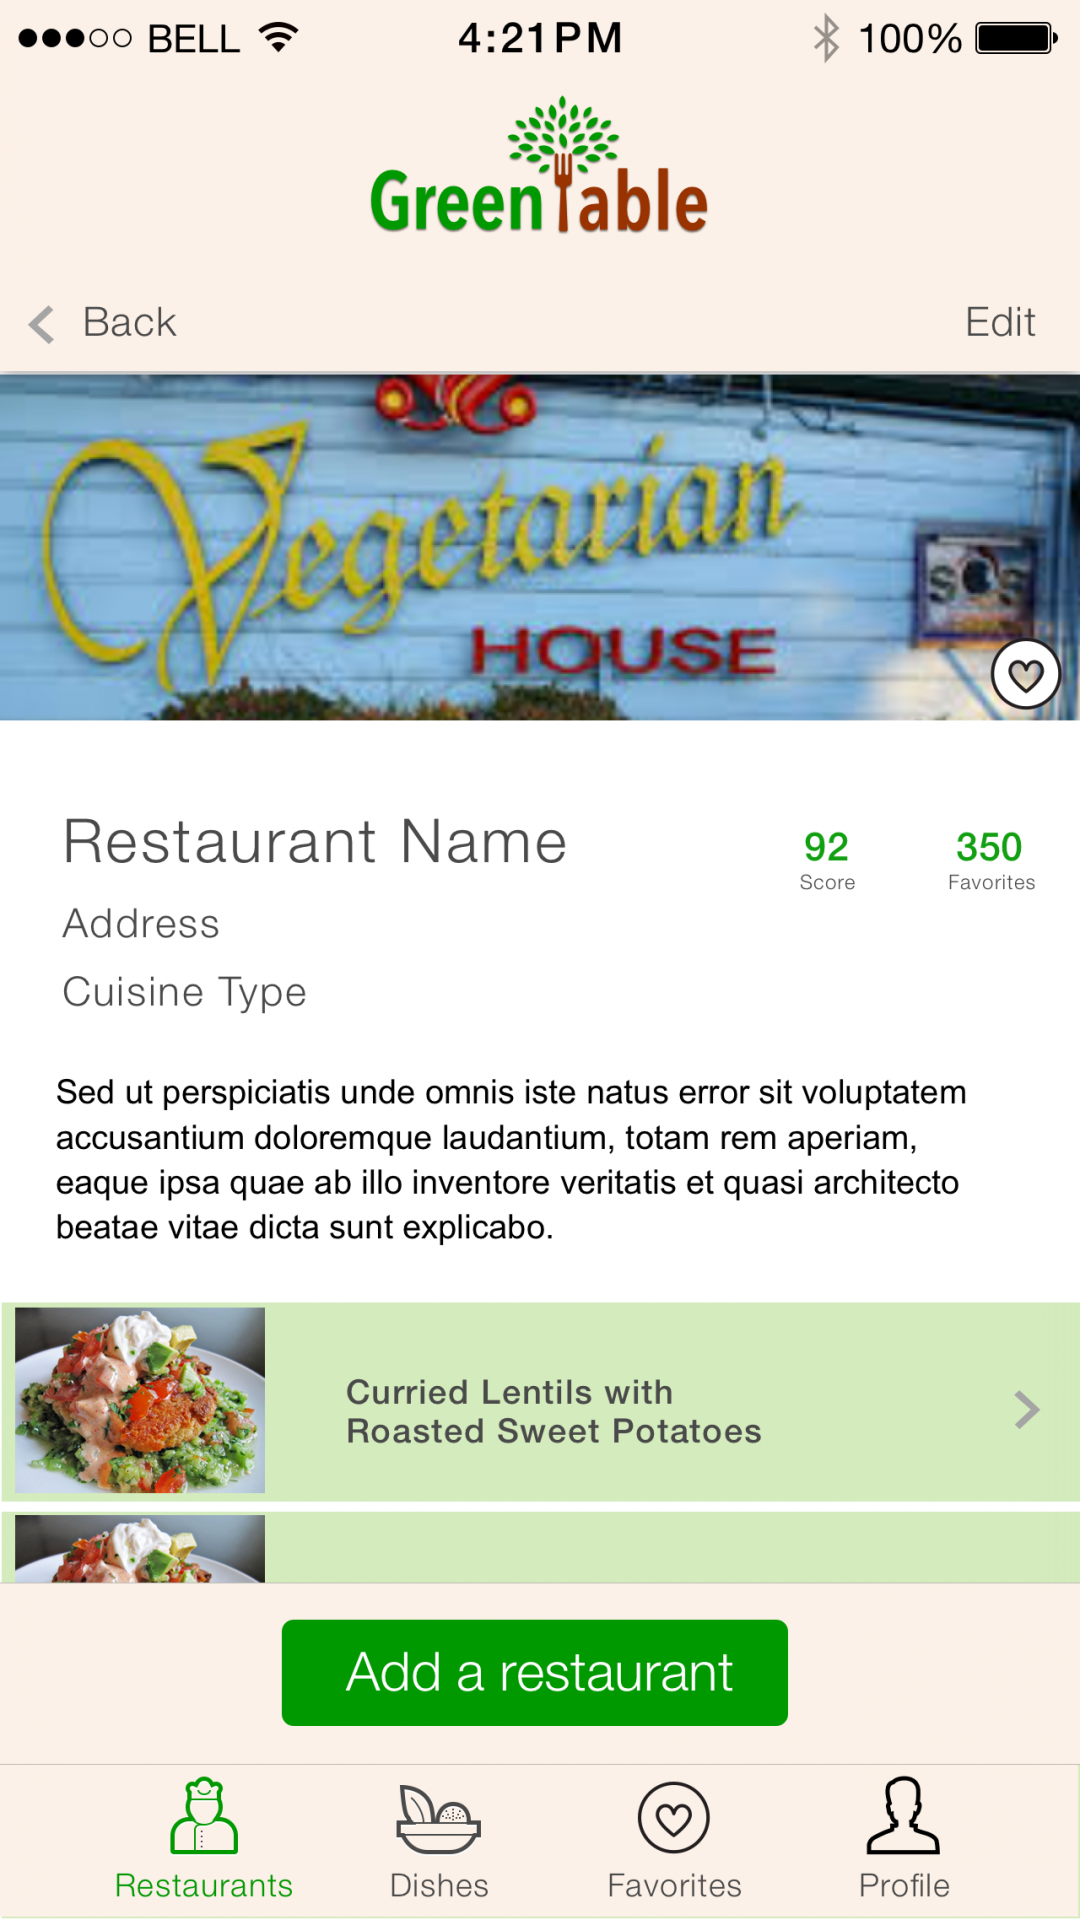 BELL 4:21PM 100%
GreenTable
Back Edit
Vegetarian
HOUSE
Restaurant Name
92 350
Score Favorites
Address
Cuisine Type
Sed ut perspiciatis unde omnis iste natus error sit voluptatem
accusantium doloremque laudantium, totam rem aperiam,
eaque ipsa quae ab illo inventore veritatis et quasi architecto
beatae vitae dicta sunt explicabo.
Curried Lentils with
Roasted Sweet Potatoes
Add a restaurant
Restaurants Dishes Favorites Profile